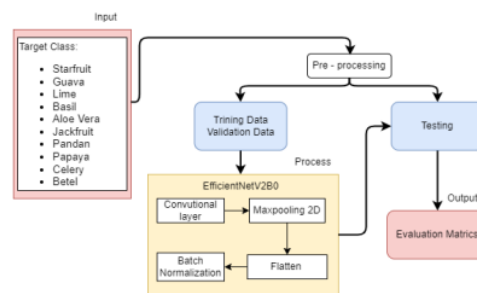 Input
Target Class:
Starfruit
Guava
Lime
Basil
Aloe Vera
Jackfruit
Pandan
Papaya
Celery
Betel
Pre - processing
Trining Data
Validation Data
Testing
Process
EfficientNetV2B0
Convutional
layer
Maxpooling 2D
Batch
Normalization
Flatten
Output
Evaluation Matrics